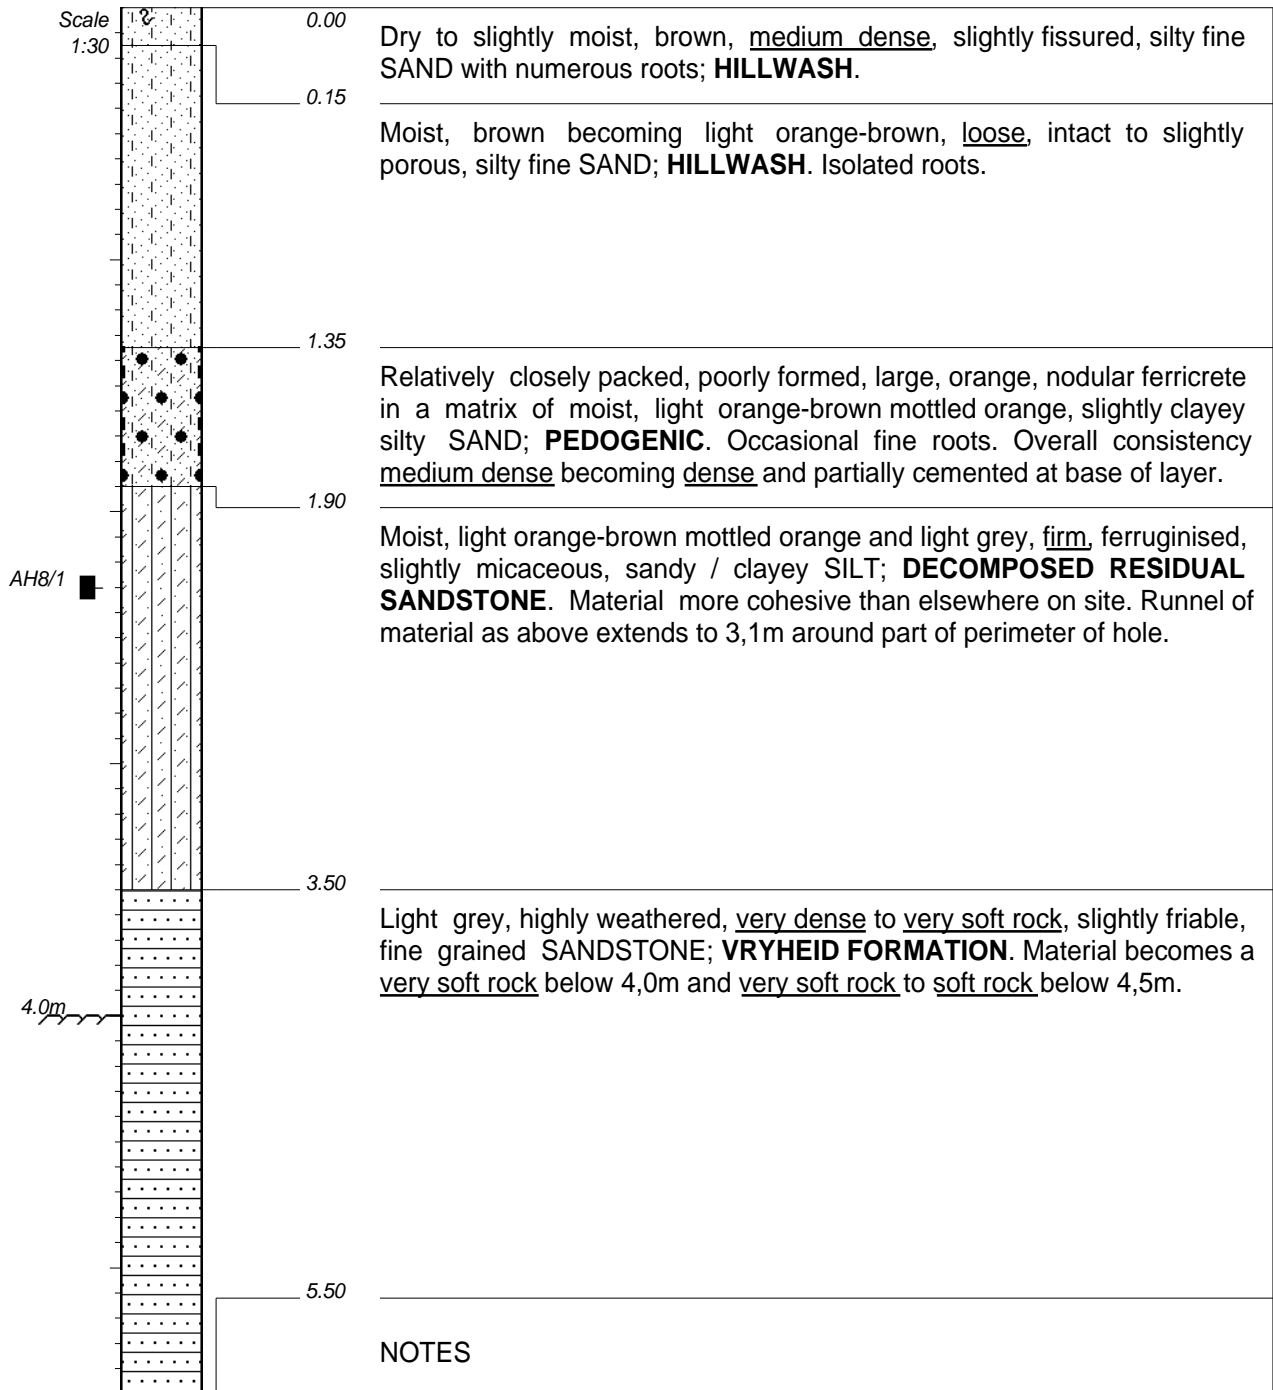 Scale
1:30
0.00
Dry to slightly moist, brown, medium dense, slightly fissured, silty fine
SAND with numerous roots; HILLWASH.
0.15
Moist, brown becoming light orange-brown, loose, intact to slightly
porous, silty fine SAND; HILLWASH. Isolated roots.
1.35
Relatively closely packed, poorly formed, large, orange, nodular ferricrete
in a matrix of moist, light orange-brown mottled orange, slightly clayey
silty SAND; PEDOGENIC. Occasional fine roots. Overall consistency
medium dense becoming dense and partially cemented at base of layer.
1.90
Moist, light orange-brown mottled orange and light grey, firm, ferruginised,
slightly micaceous, sandy / clayey SILT; DECOMPOSED RESIDUAL
SANDSTONE. Material more cohesive than elsewhere on site. Runnel of
material as above extends to 3,1m around part of perimeter of hole.
AH8/1
3.50
Light grey, highly weathered, very dense to very soft rock, slightly friable,
fine grained SANDSTONE; VRYHEID FORMATION. Material becomes a
very soft rock below 4,0m and very soft rock to soft rock below 4,5m.
4.0m
5.50
NOTES